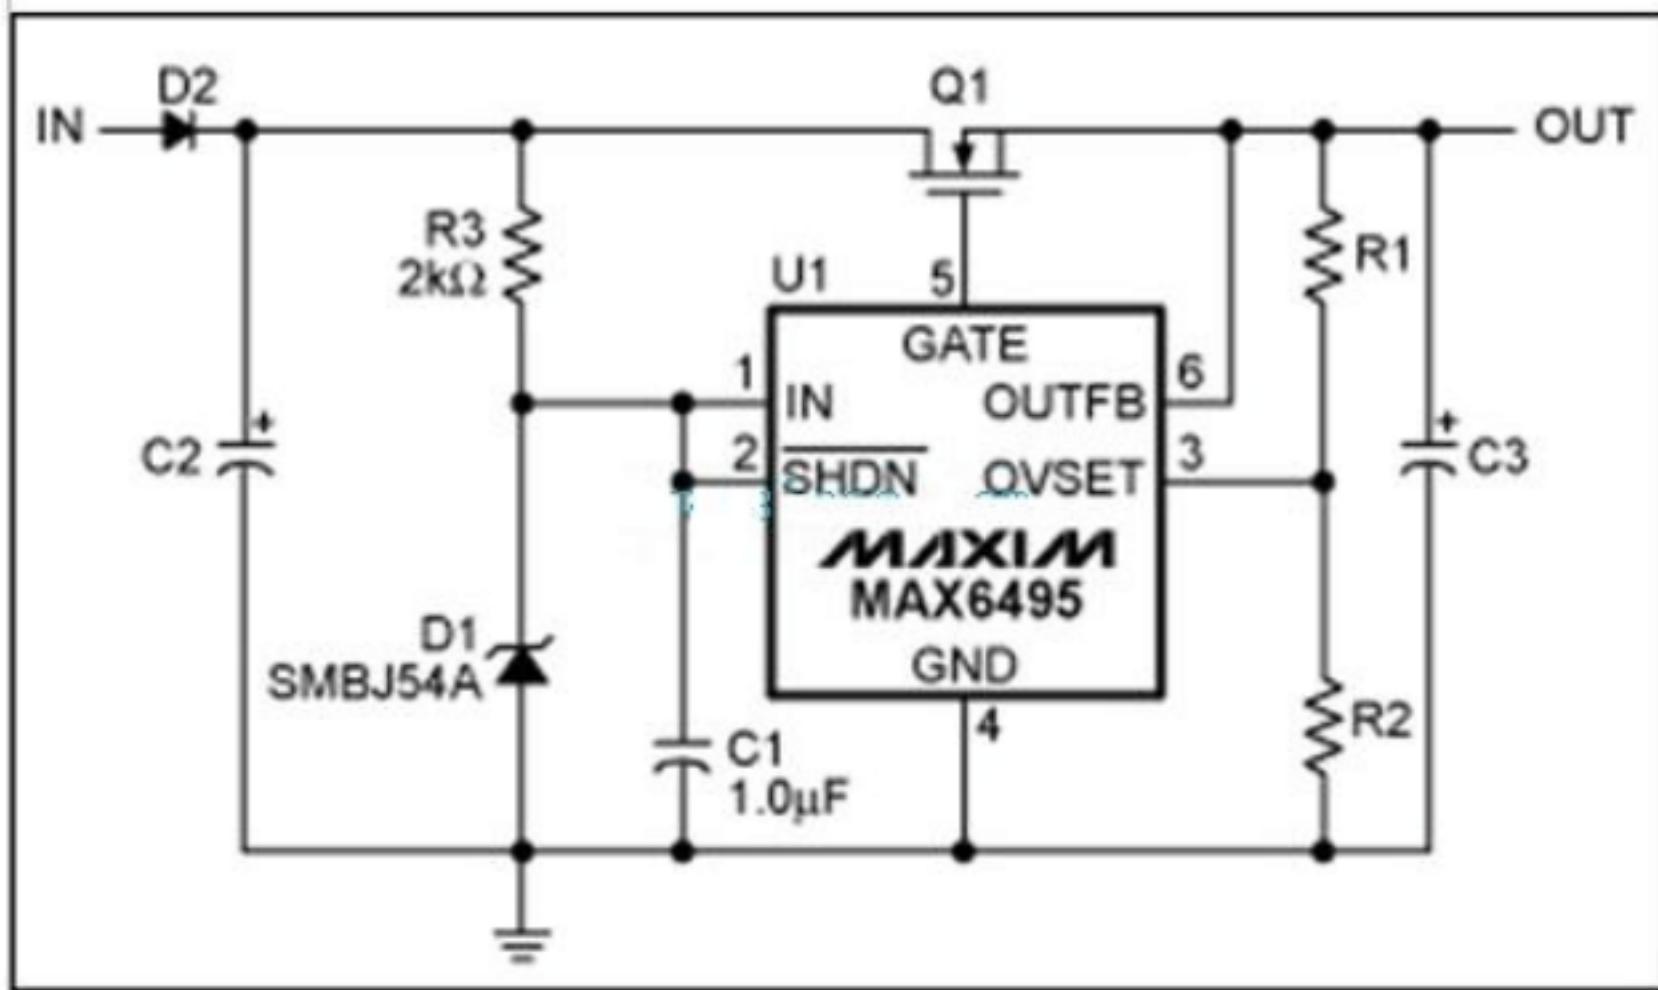 D2
Q1
IN
OUT
R3
2kΩ
R1
U1
5
GATE
1
IN
OUTFB
6
2
SHDN
OVSET
3
C2
+
+
C3
MAXIM
MAX6495
D1
SMBJ54A
GND
4
R2
C1
1.0µF